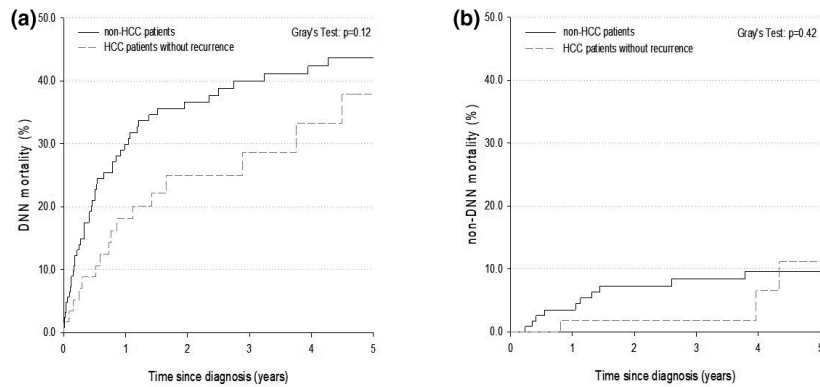 (a)
50.0
non-HCC patients
HCC patients without recurrence
Gray's Test: p=0.12
40.0
30.0
20.0
10.0
0.0
DNN mortality (%)
0 1 2 3 4 5
Time since diagnosis (years)
(b)
50.0
non-HCC patients
HCC patients without recurrence
Gray's Test: p=0.42
40.0
30.0
20.0
10.0
0.0
non-DNN mortality (%)
0 1 2 3 4 5
Time since diagnosis (years)